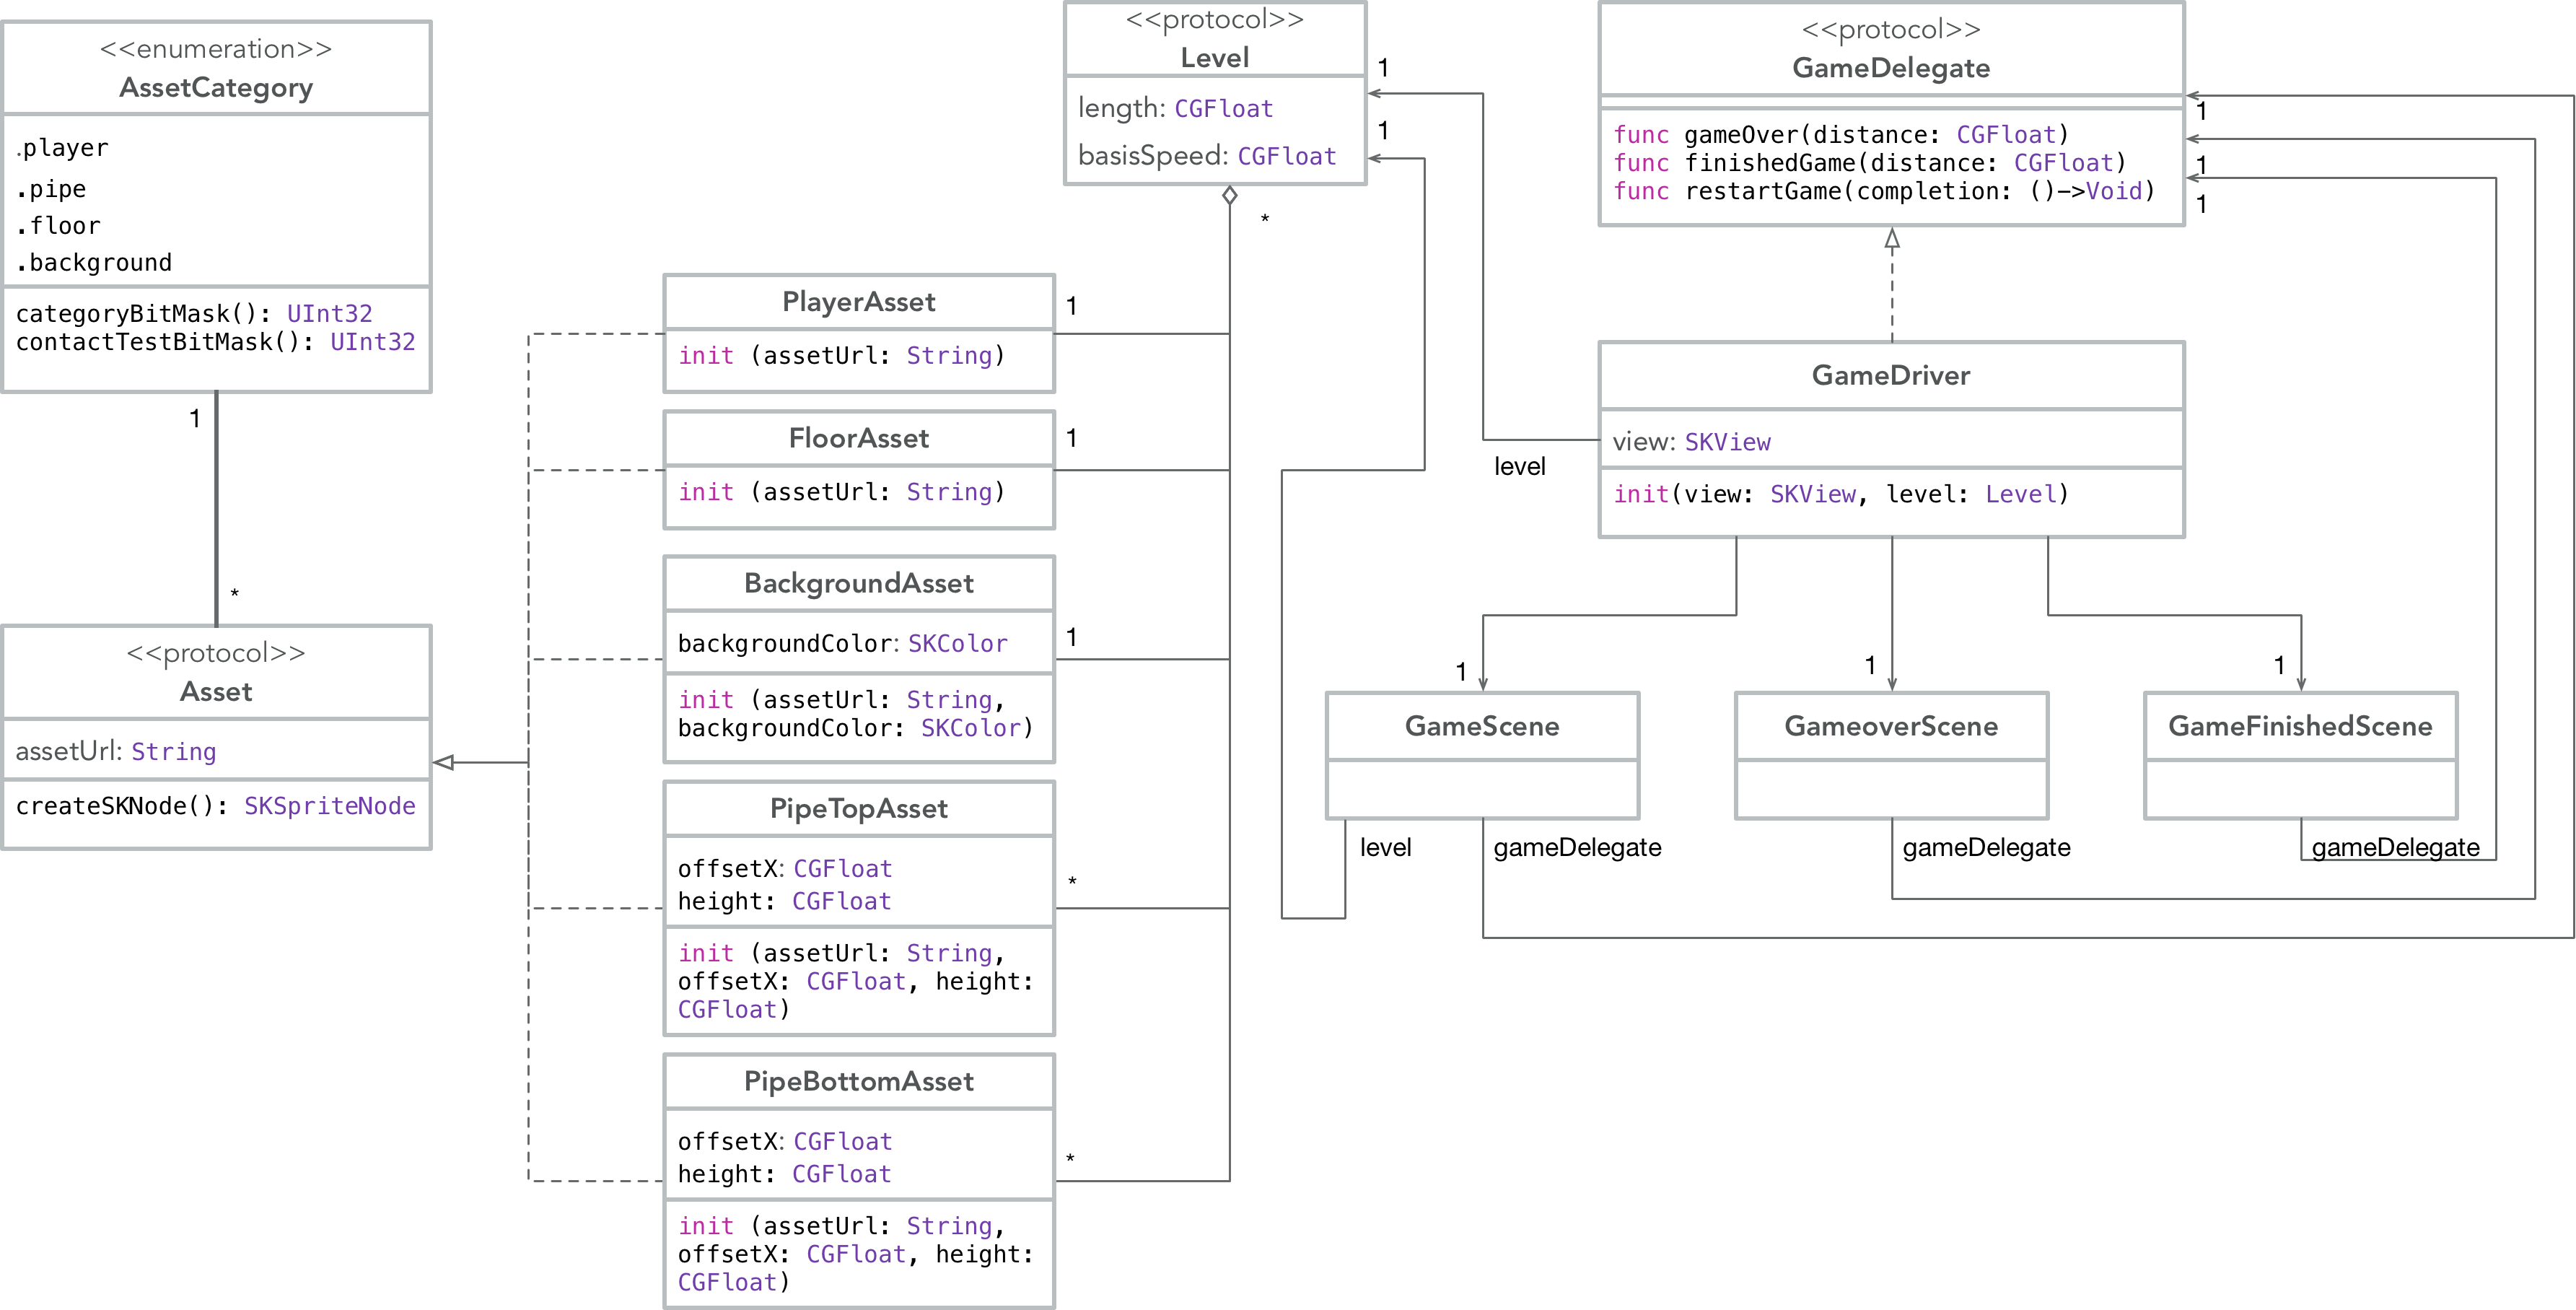 <<enumeration>>
AssetCategory
.player
.pipe
.floor
.background
categoryBitMask(): UInt32
contactTestBitMask(): UInt32
1
*
<<protocol>>
Asset
assetUrl: String
createSKNode(): SKSpriteNode
PlayerAsset
init (assetUrl: String)
1
FloorAsset
init (assetUrl: String)
1
BackgroundAsset
backgroundColor: SKColor
init (assetUrl: String,
backgroundColor: SKColor)
1
PipeTopAsset
offsetX: CGFloat
height: CGFloat
init (assetUrl: String,
offsetX: CGFloat, height:
CGFloat)
*
PipeBottomAsset
offsetX: CGFloat
height: CGFloat
init (assetUrl: String,
offsetX: CGFloat, height:
CGFloat)
*
<<protocol>>
Level
length: CGFloat
basisSpeed: CGFloat
1
1
*
<<protocol>>
GameDelegate
func gameOver(distance: CGFloat)
func finishedGame(distance: CGFloat)
func restartGame(completion: ()->Void)
1
1
1
GameDriver
view: SKView
init(view: SKView, level: Level)
level
1
1
1
GameScene
GameoverScene
GameFinishedScene
level
gameDelegate
gameDelegate
gameDelegate